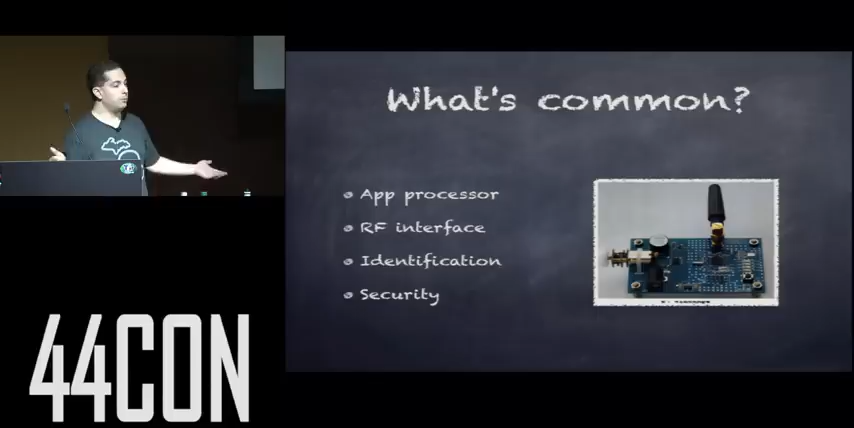 What's common?
App processor
RF interface
Identification
Security
44CON